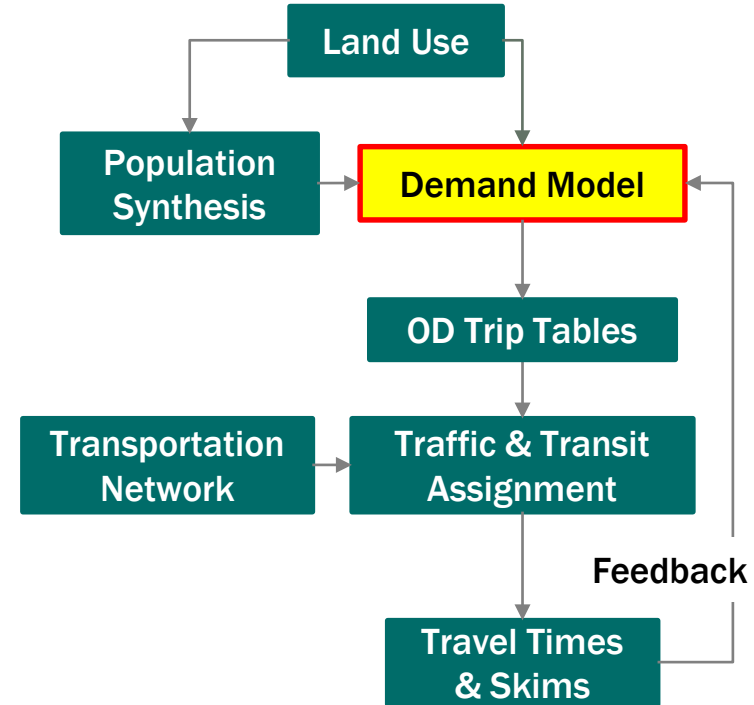 Land Use
Population
Synthesis
Demand Model
OD Trip Tables
Transportation
Network
Traffic & Transit
Assignment
Feedback
Travel Times
& Skims